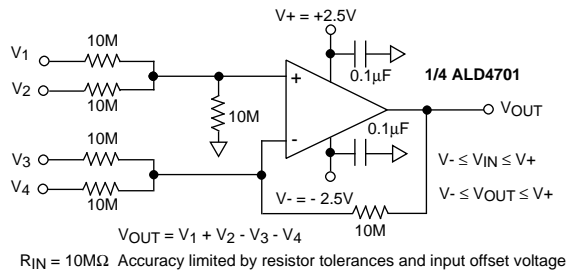 V+ = +2.5V
V1
10M
V2
10M
+
0.1μF
1/4 ALD4701
10M
VOUT
V3
10M
-
0.1μF
V- ≤ VIN ≤ V+
V4
10M
V- = - 2.5V
V- ≤ VOUT ≤ V+
10M
VOUT = V1 + V2 - V3 - V4
RIN = 10MΩ Accuracy limited by resistor tolerances and input offset voltage